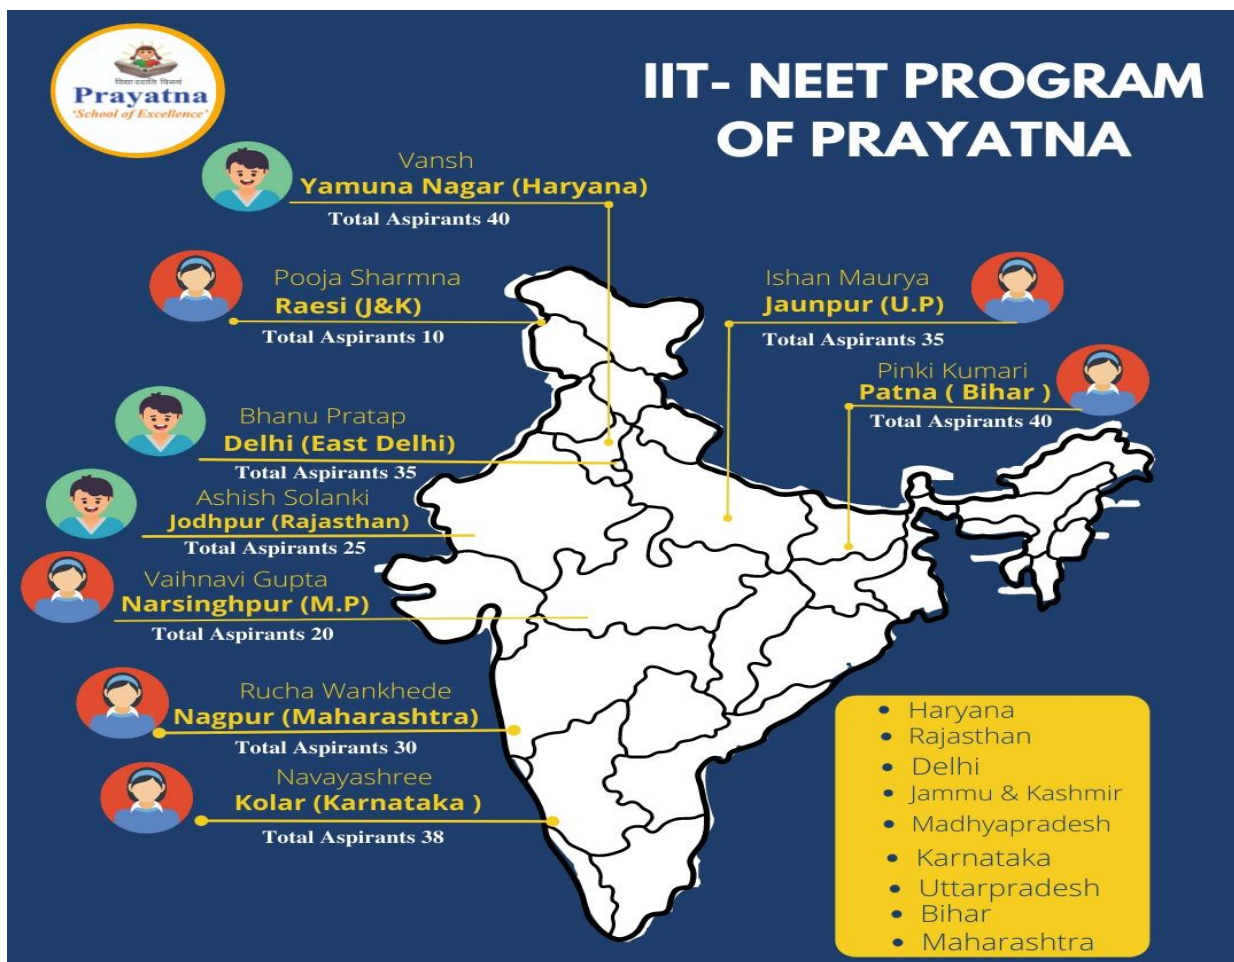 विद्या ददाति विनयं
Prayatna
'School of Excellence'
IIT- NEET PROGRAM
OF PRAYATNA
Vansh
Yamuna Nagar (Haryana)
Total Aspirants 40
Pooja Sharmna
Raesi (J&K)
Total Aspirants 10
Ishan Maurya
Jaunpur (U.P)
Total Aspirants 35
Pinki Kumari
Patna ( Bihar )
Total Aspirants 40
Bhanu Pratap
Delhi (East Delhi)
Total Aspirants 35
Ashish Solanki
Jodhpur (Rajasthan)
Total Aspirants 25
Vaihnavi Gupta
Narsinghpur (M.P)
Total Aspirants 20
Rucha Wankhede
Nagpur (Maharashtra)
Total Aspirants 30
Navayashree
Kolar (Karnataka )
Total Aspirants 38
• Haryana
• Rajasthan
• Delhi
• Jammu & Kashmir
• Madhyapradesh
• Karnataka
• Uttarpradesh
• Bihar
• Maharashtra